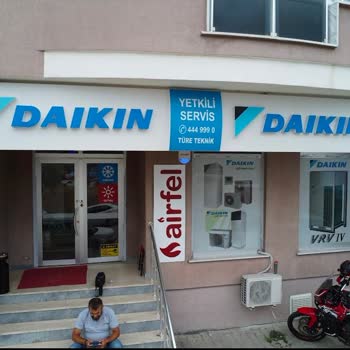 DAIKIN
YETKİLİ
SERVİS
444 999 0
TÜRE TEKNİK
DAIKIN
airfel
DAIKIN
DAIKIN
VRV IV